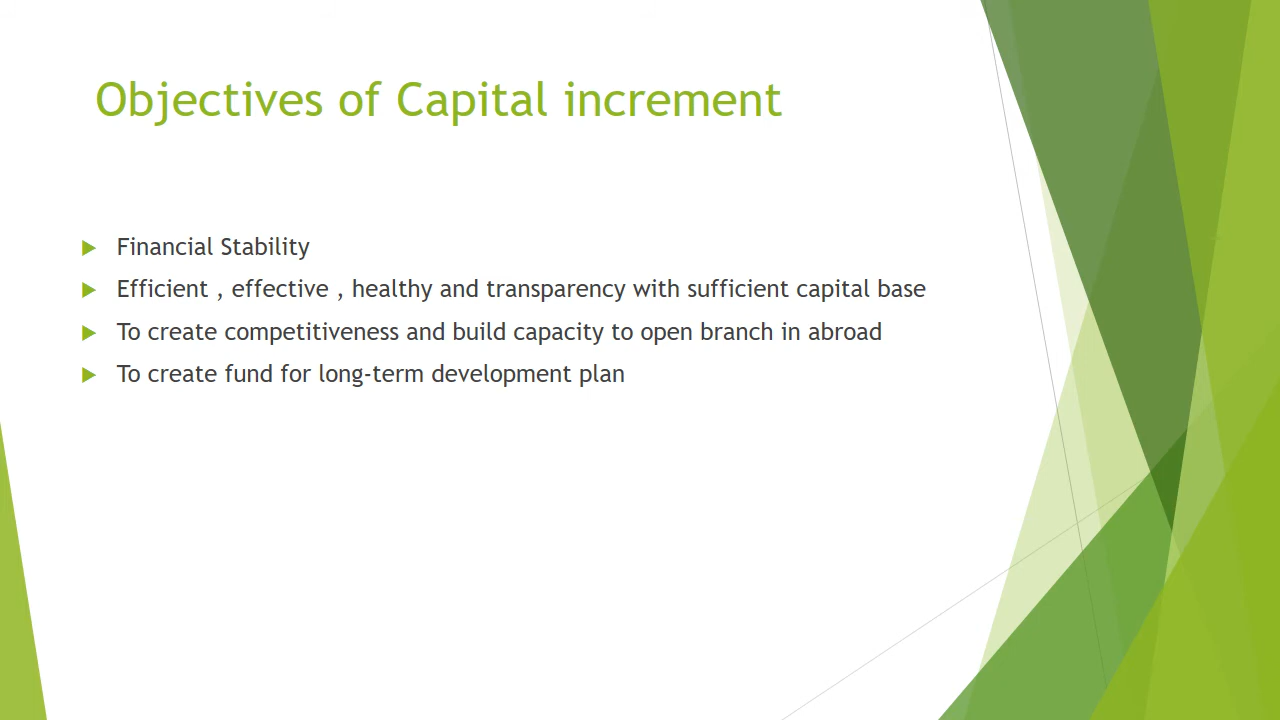 Objectives of Capital increment
Financial Stability
Efficient , effective , healthy and transparency with sufficient capital base
To create competitiveness and build capacity to open branch in abroad
To create fund for long-term development plan